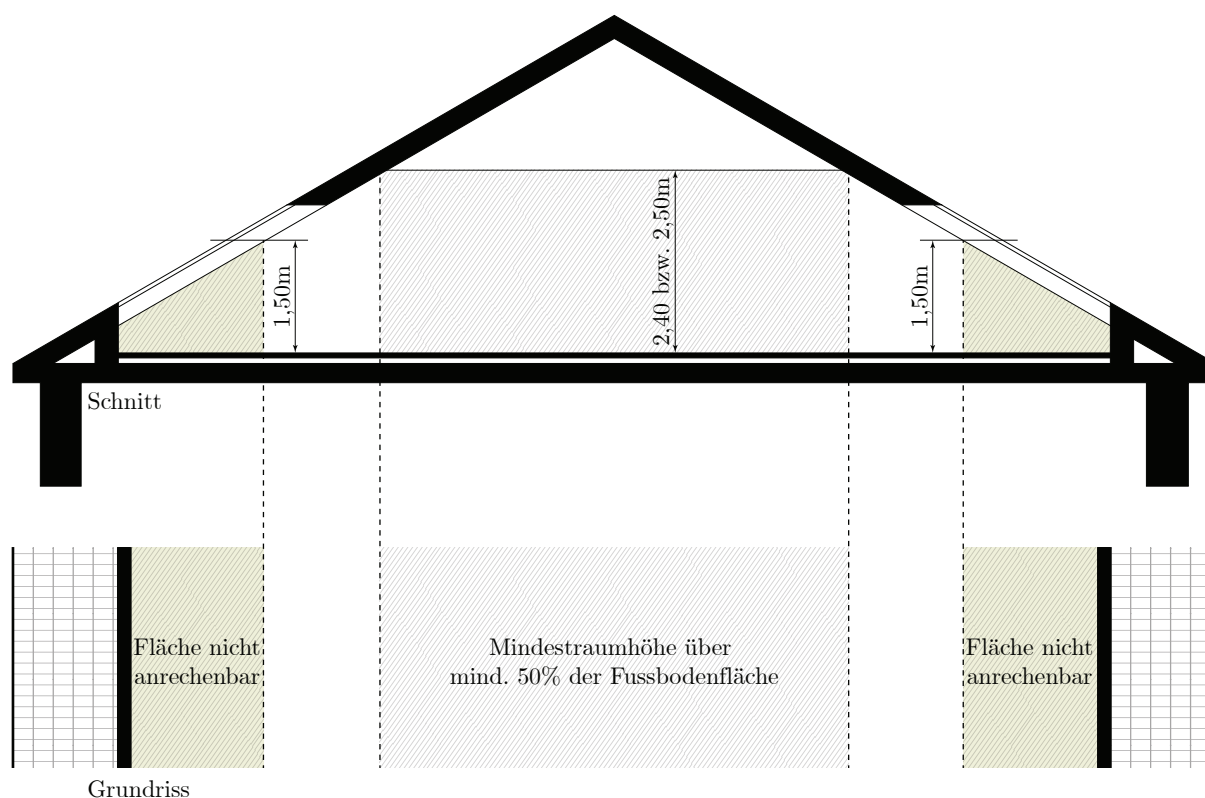 2,40 bzw. 2,50m
1,50m
1,50m
Schnitt
Fläche nicht
anrechenbar
Mindestraumhöhe über
mind. 50% der Fussbodenfläche
Fläche nicht
anrechenbar
Grundriss